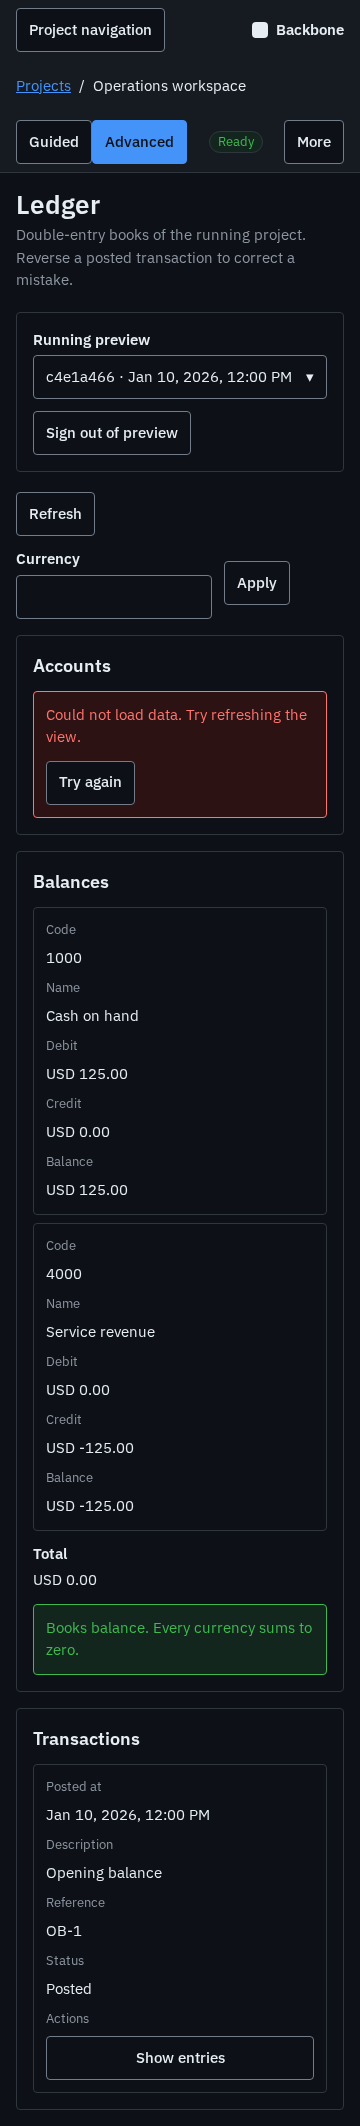 Project navigation
Backbone
Projects / Operations workspace
Guided
Advanced
Ready
More
Ledger
Double-entry books of the running project.
Reverse a posted transaction to correct a
mistake.
Running preview
c4e1a466 · Jan 10, 2026, 12:00 PM ▾
Sign out of preview
Refresh
Currency
Apply
Accounts
Could not load data. Try refreshing the
view.
Try again
Balances
Code
1000
Name
Cash on hand
Debit
USD 125.00
Credit
USD 0.00
Balance
USD 125.00
Code
4000
Name
Service revenue
Debit
USD 0.00
Credit
USD -125.00
Balance
USD -125.00
Total
USD 0.00
Books balance. Every currency sums to
zero.
Transactions
Posted at
Jan 10, 2026, 12:00 PM
Description
Opening balance
Reference
OB-1
Status
Posted
Actions
Show entries